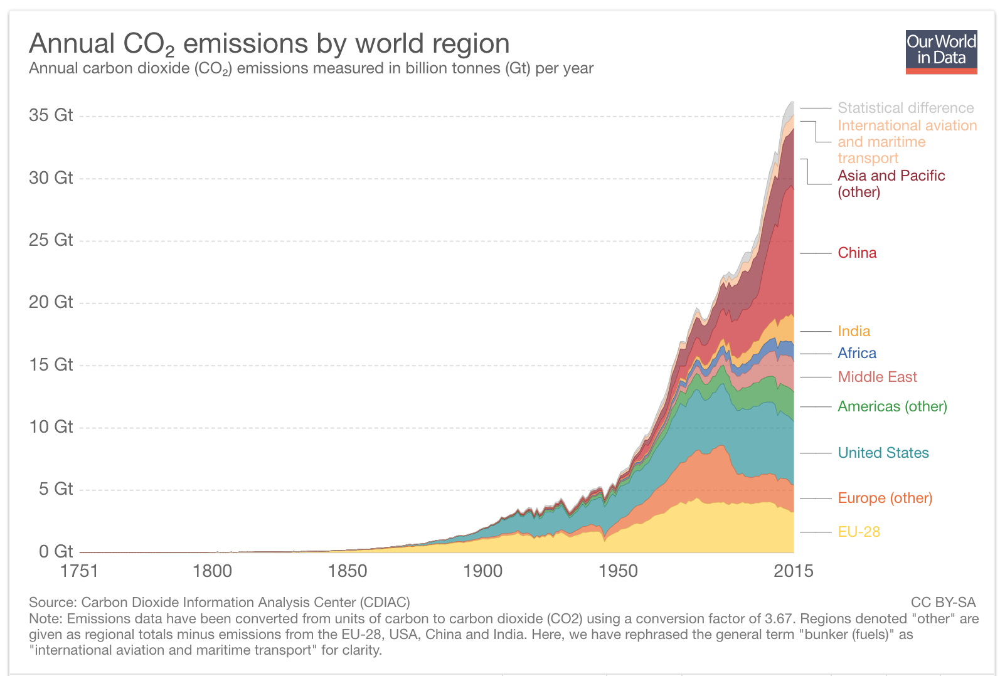 Annual CO₂ emissions by world region
Annual carbon dioxide (CO₂) emissions measured in billion tonnes (Gt) per year
Our World
in Data
35 Gt
30 Gt
25 Gt
20 Gt
15 Gt
10 Gt
5 Gt
0 Gt
1751
1800
1850
1900
1950
2015
Statistical difference
International aviation
and maritime
transport
Asia and Pacific
(other)
China
India
Africa
Middle East
Americas (other)
United States
Europe (other)
EU-28
Source: Carbon Dioxide Information Analysis Center (CDIAC)
CC BY-SA
Note: Emissions data have been converted from units of carbon to carbon dioxide (CO2) using a conversion factor of 3.67. Regions denoted "other" are
given as regional totals minus emissions from the EU-28, USA, China and India. Here, we have rephrased the general term "bunker (fuels)" as
"international aviation and maritime transport" for clarity.